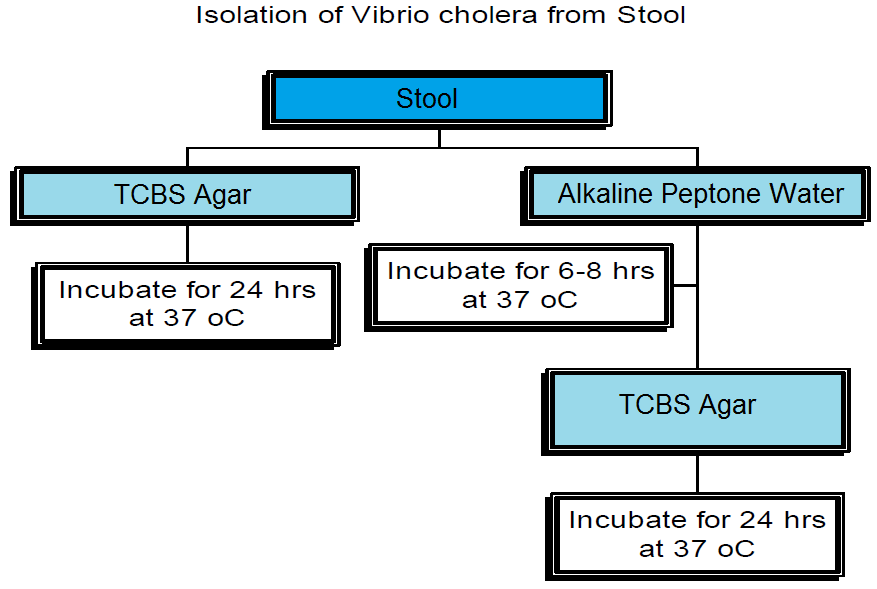 Isolation of Vibrio cholera from Stool
Stool
TCBS Agar
Alkaline Peptone Water
Incubate for 24 hrs
at 37 oC
Incubate for 6-8 hrs
at 37 oC
TCBS Agar
Incubate for 24 hrs
at 37 oC